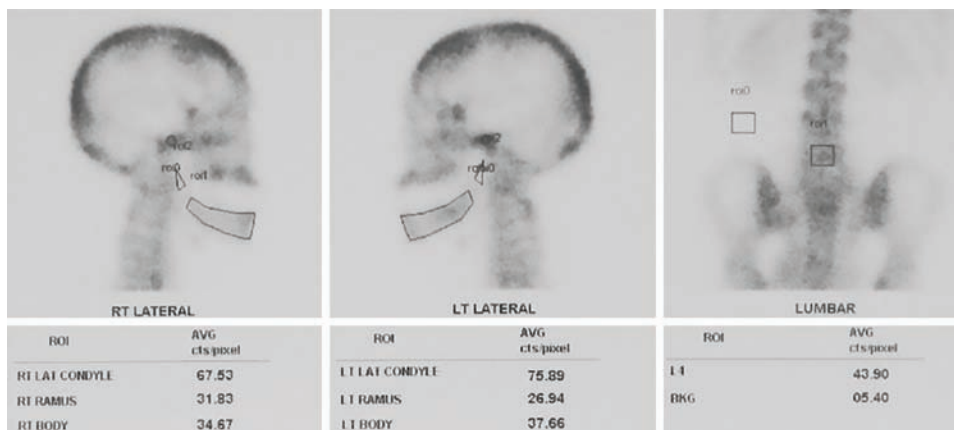 roi2
roi0
roi1
RT LATERAL
roi0
LT LATERAL
roi0
roi1
LUMBAR
ROI
AVG
cts/pixel
RT LAT CONDYLE 67.53
RT RAMUS 31.83
RT BODY 34.67
ROI
AVG
cts/pixel
LT LAT CONDYLE 75.89
LT RAMUS 26.94
LT BODY 37.66
ROI
AVG
cts/pixel
L4 43.90
BKG 05.40